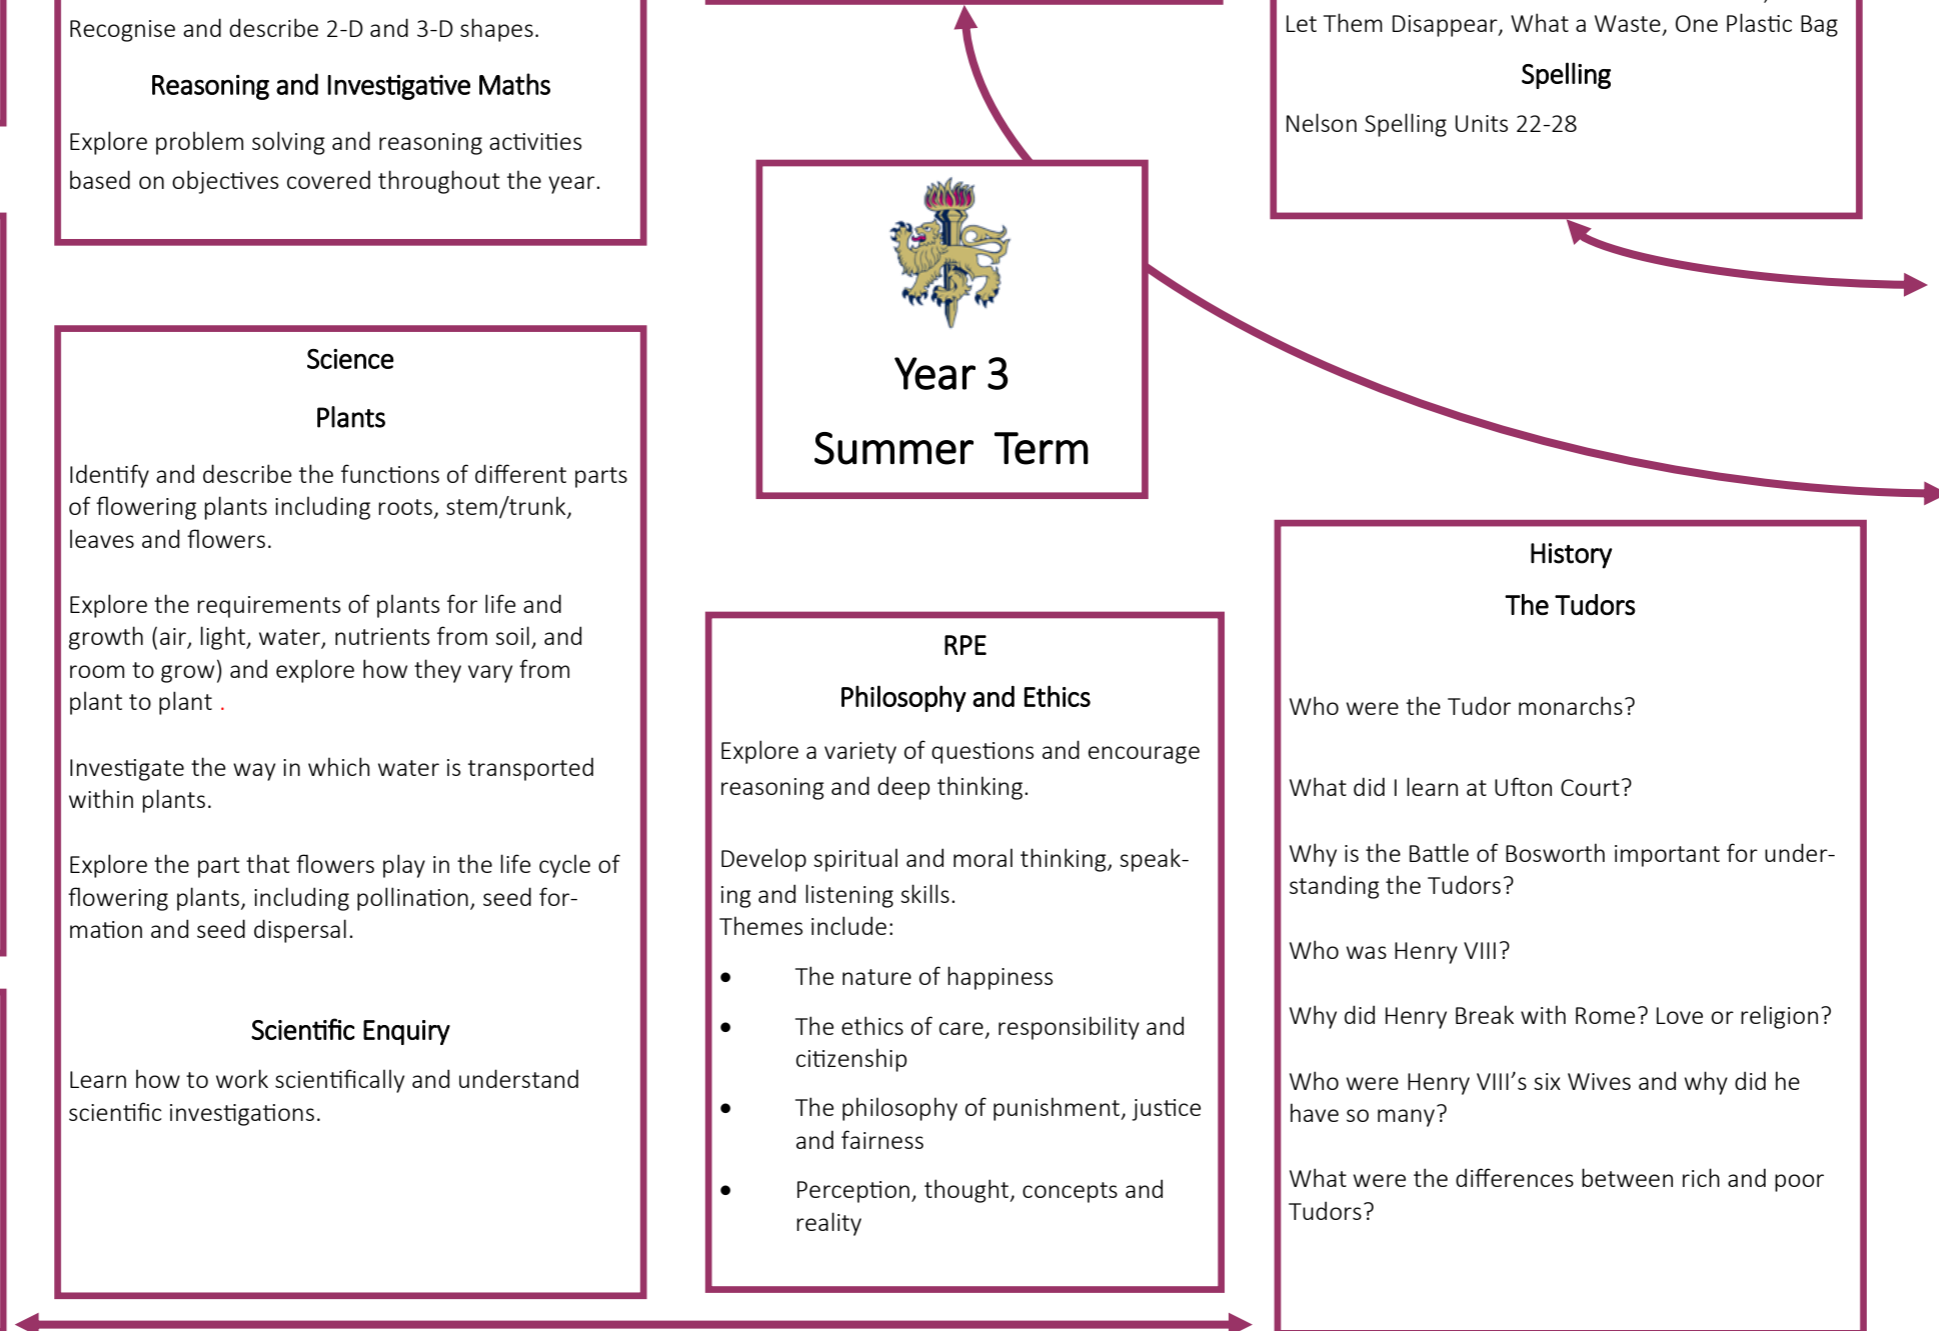 Recognise and describe 2-D and 3-D shapes.
Reasoning and Investigative Maths
Explore problem solving and reasoning activities
based on objectives covered throughout the year.
Let Them Disappear, What a Waste, One Plastic Bag
Spelling
Nelson Spelling Units 22-28
Year 3
Summer Term
Science
Plants
Identify and describe the functions of different parts
of flowering plants including roots, stem/trunk,
leaves and flowers.
Explore the requirements of plants for life and
growth (air, light, water, nutrients from soil, and
room to grow) and explore how they vary from
plant to plant .
Investigate the way in which water is transported
within plants.
Explore the part that flowers play in the life cycle of
flowering plants, including pollination, seed for-
mation and seed dispersal.
Scientific Enquiry
Learn how to work scientifically and understand
scientific investigations.
RPE
Philosophy and Ethics
Explore a variety of questions and encourage
reasoning and deep thinking.
Develop spiritual and moral thinking, speak-
ing and listening skills.
Themes include:
• The nature of happiness
• The ethics of care, responsibility and
citizenship
• The philosophy of punishment, justice
and fairness
• Perception, thought, concepts and
reality
History
The Tudors
Who were the Tudor monarchs?
What did I learn at Ufton Court?
Why is the Battle of Bosworth important for under-
standing the Tudors?
Who was Henry VIII?
Why did Henry Break with Rome? Love or religion?
Who were Henry VIII’s six Wives and why did he
have so many?
What were the differences between rich and poor
Tudors?